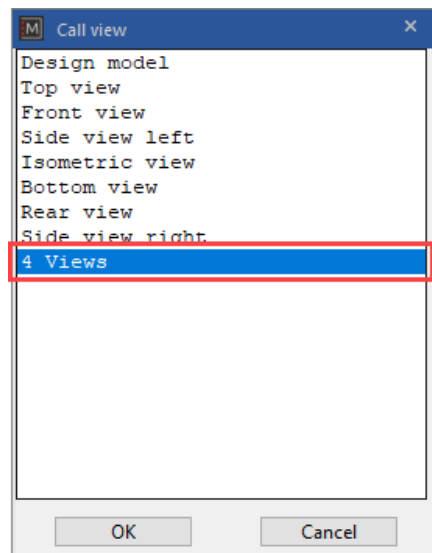 M Call view
Design model
Top view
Front view
Side view left
Isometric view
Bottom view
Rear view
Side view right
4 Views
OK Cancel